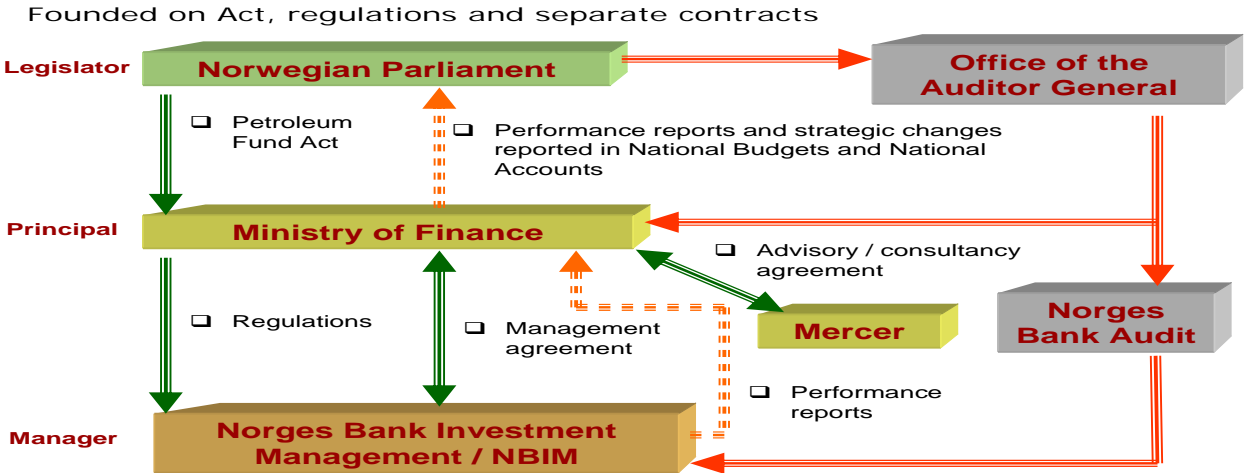 Founded on Act, regulations and separate contracts
Legislator
Norwegian Parliament
Office of the
Auditor General
❑ Petroleum
Fund Act
❑ Performance reports and strategic changes
reported in National Budgets and National
Accounts
Principal
Ministry of Finance
❑ Advisory / consultancy
agreement
❑ Regulations
❑ Management
agreement
Mercer
Norges
Bank Audit
❑ Performance
reports
Manager
Norges Bank Investment
Management / NBIM